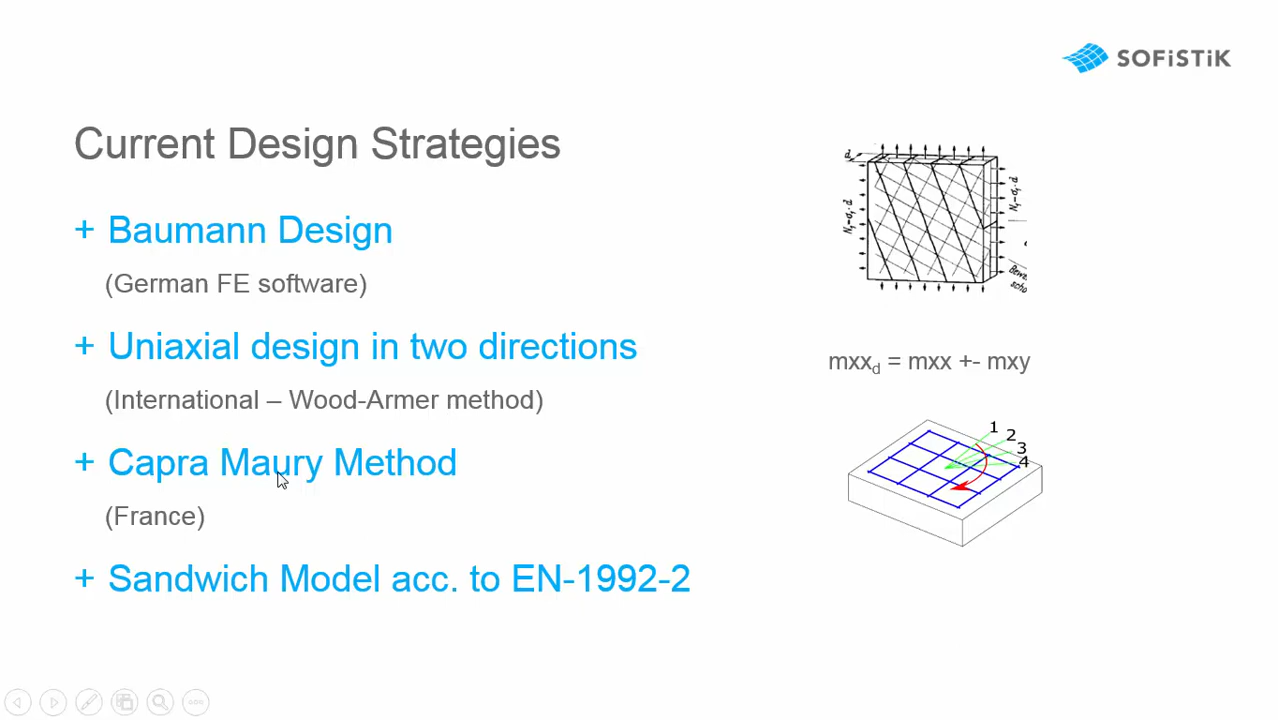 SOFiSTiK
Current Design Strategies
+ Baumann Design
(German FE software)
+ Uniaxial design in two directions
(International – Wood-Armer method)
+ Capra Maury Method
(France)
+ Sandwich Model acc. to EN-1992-2
d
mxxd = mxx +- mxy
1
2
3
4